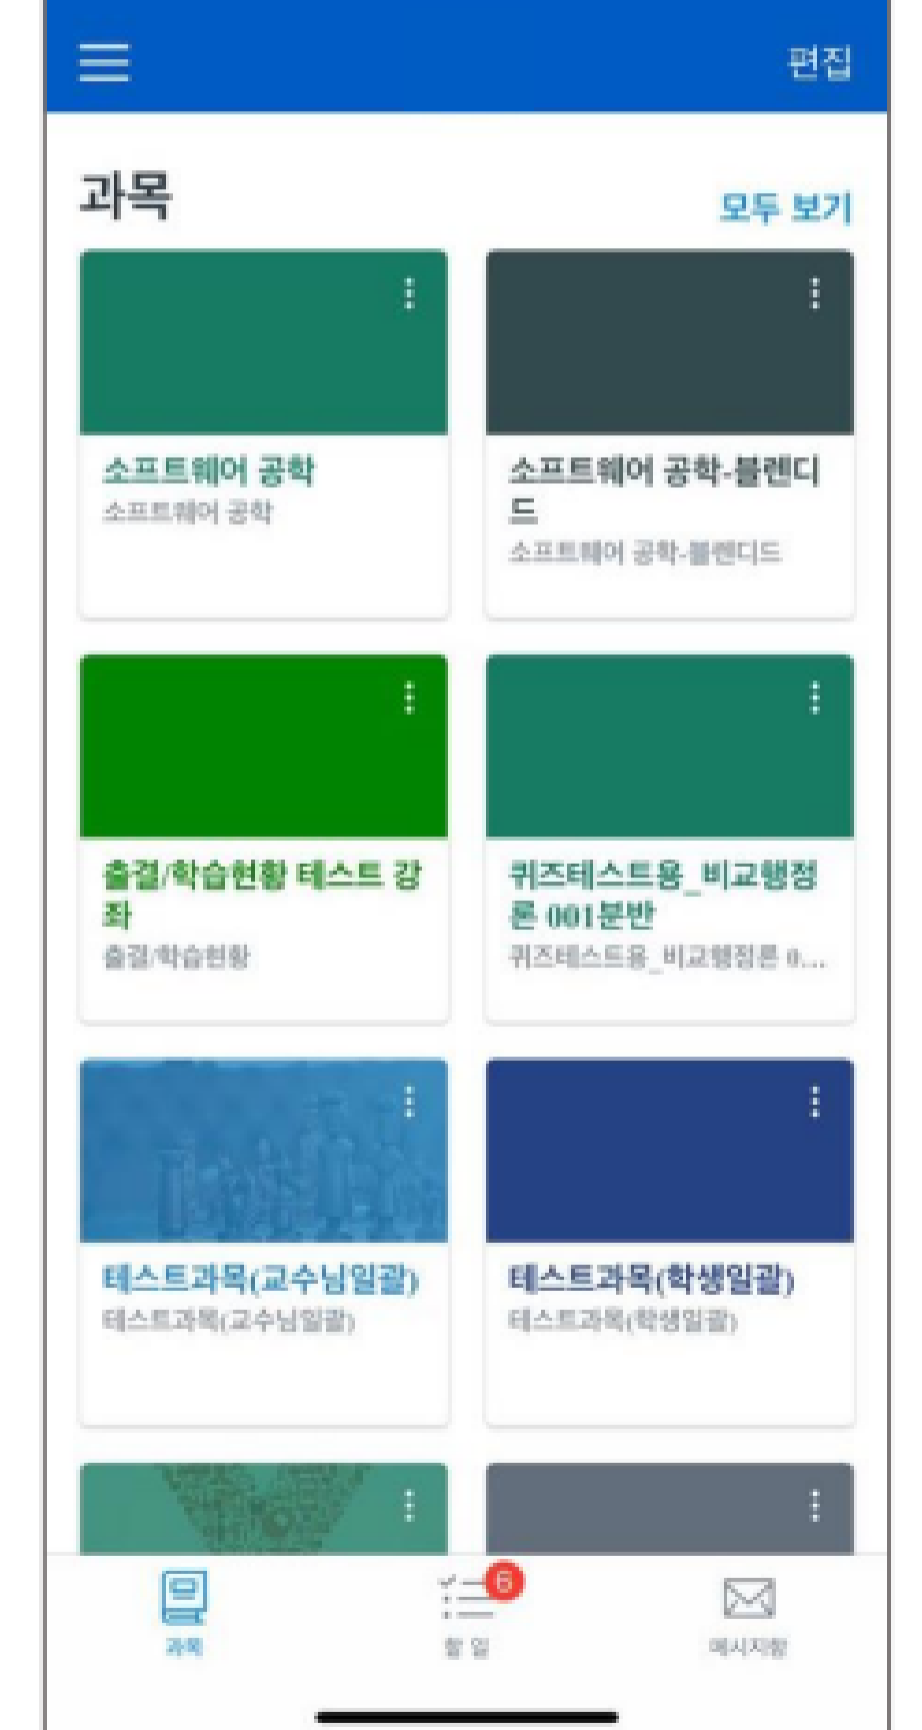 편집
과목
모두 보기
소프트웨어 공학
소프트웨어 공학
소프트웨어 공학-블렌디
드
소프트웨어 공학-블렌디드
출결/학습현황 테스트 강
좌
출결/학습현황
퀴즈테스트용_비교행정
론 001분반
퀴즈테스트용_비교행정론 0...
테스트과목(교수님일괄)
테스트과목(교수님일괄)
테스트과목(학생일괄)
테스트과목(학생일괄)
6
과목
할 일
메시지함